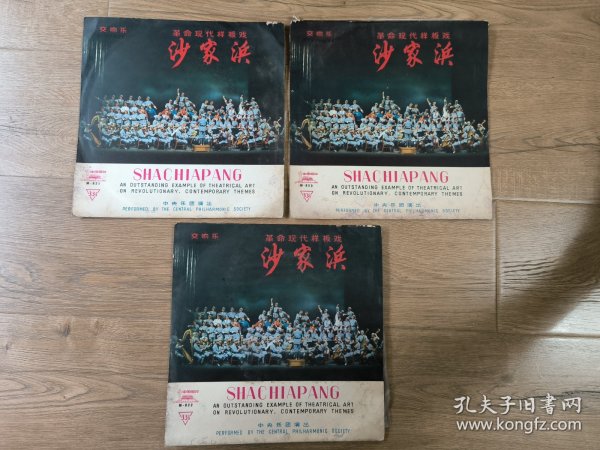 交响乐
革命现代样板戏
沙家浜
SHACHIAPANG
AN OUTSTANDING EXAMPLE OF THEATRICAL ART
ON REVOLUTIONARY, CONTEMPORARY THEMES
中央乐团演出
PERFORMED BY THE CENTRAL PHILHARMONIC SOCIETY
33
交响乐
革命现代样板戏
沙家浜
SHACHIAPANG
AN OUTSTANDING EXAMPLE OF THEATRICAL ART
ON REVOLUTIONARY, CONTEMPORARY THEMES
中央乐团演出
PERFORMED BY THE CENTRAL PHILHARMONIC SOCIETY
交响乐
革命现代样板戏
沙家浜
SHACHIAPANG
AN OUTSTANDING EXAMPLE OF THEATRICAL ART
ON REVOLUTIONARY, CONTEMPORARY THEMES
33
中央乐团演出
PERFORMED BY THE CENTRAL PHILHARMONIC SOCIETY
孔夫子旧书网
www.kongfz.com